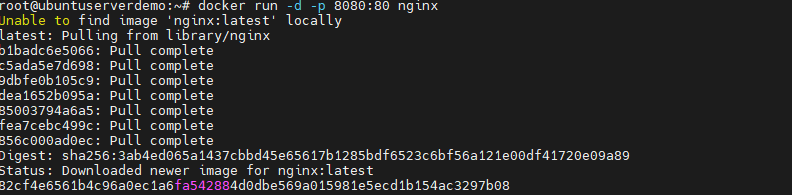 root@ubuntuserverdemo:~# docker run -d -p 8080:80 nginx
Unable to find image 'nginx:latest' locally
latest: Pulling from library/nginx
b1badc6e5066: Pull complete
c5ada5e7d698: Pull complete
9dbfe0b105c9: Pull complete
dea1652b095a: Pull complete
85003794a6a5: Pull complete
fea7cebc499c: Pull complete
856c000ad0ec: Pull complete
Digest: sha256:3ab4ed065a1437cbbd45e65617b1285bdf6523c6bf56a121e00df41720e09a89
Status: Downloaded newer image for nginx:latest
82cf4e6561b4c96a0ec1a6fa542884d0dbe569a015981e5ecd1b154ac3297b08